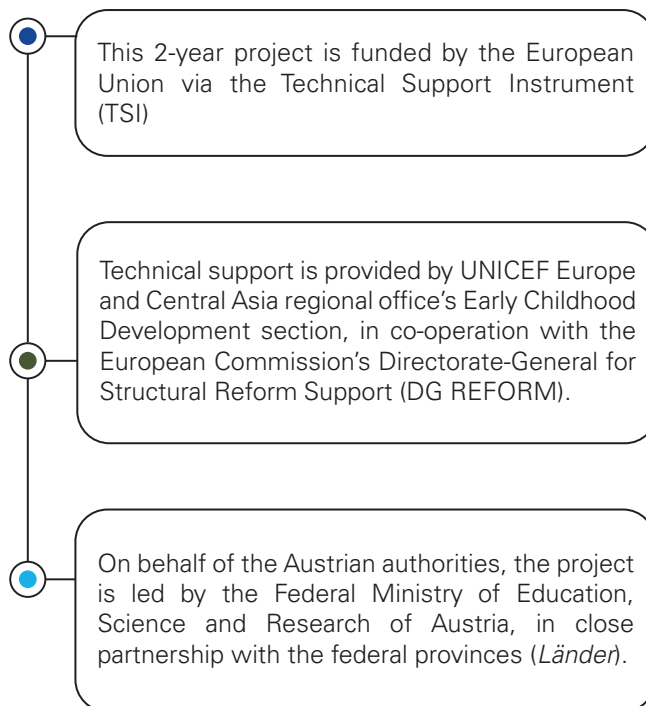 This 2-year project is funded by the European
Union via the Technical Support Instrument
(TSI)
Technical support is provided by UNICEF Europe
and Central Asia regional office’s Early Childhood
Development section, in co-operation with the
European Commission’s Directorate-General for
Structural Reform Support (DG REFORM).
On behalf of the Austrian authorities, the project
is led by the Federal Ministry of Education,
Science and Research of Austria, in close
partnership with the federal provinces (Länder).